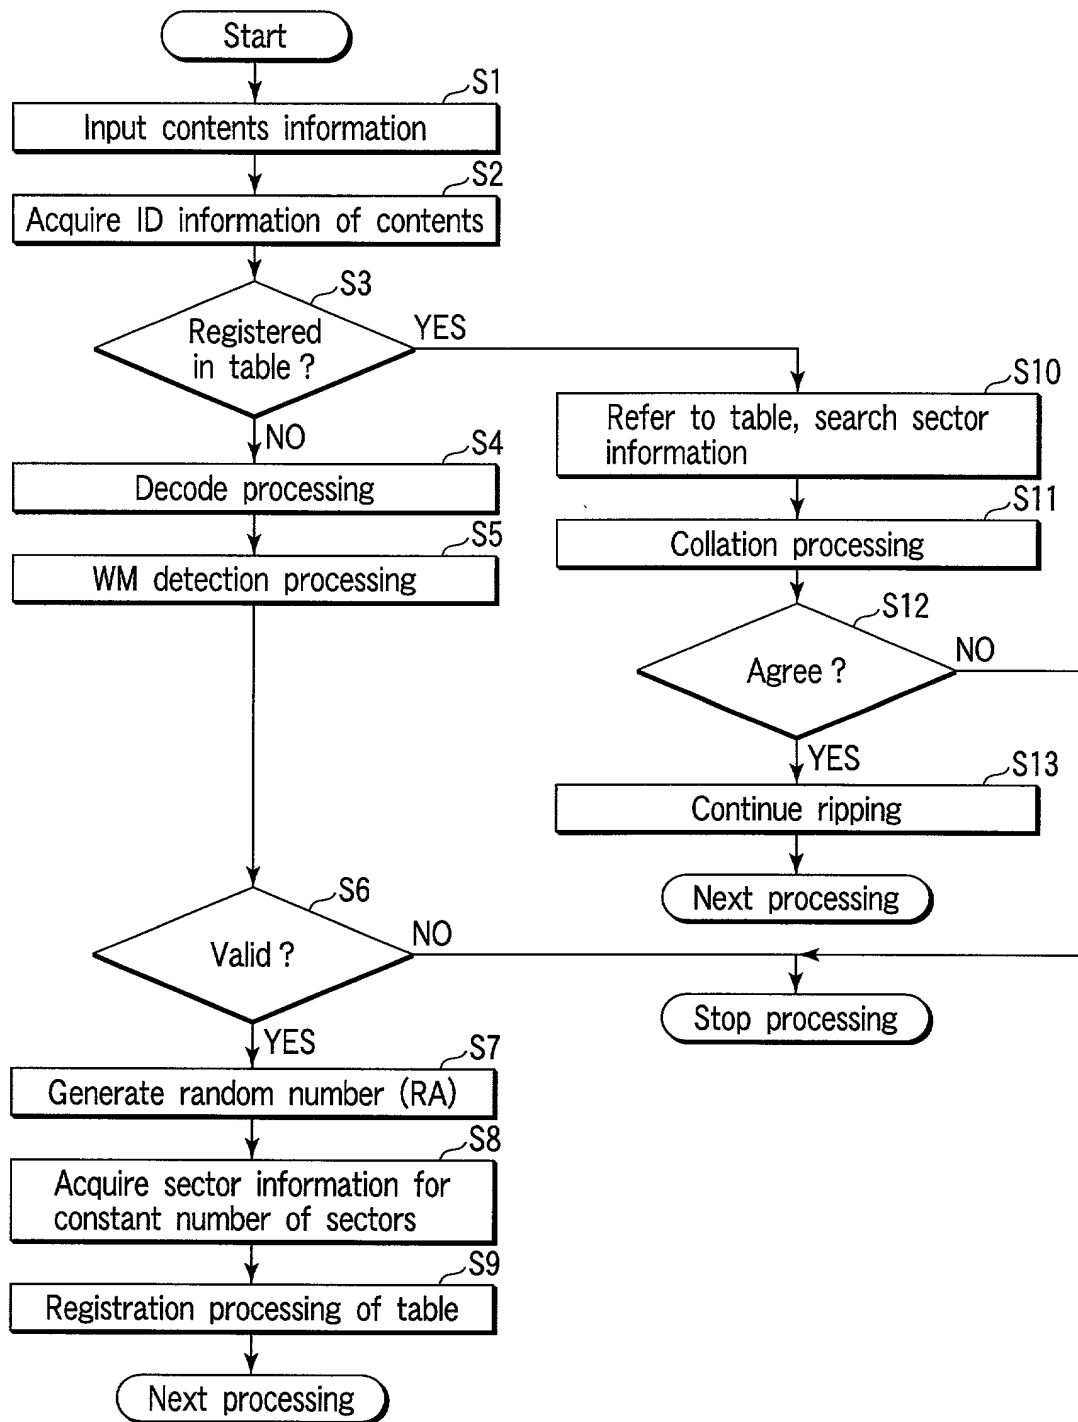 Start
S1
Input contents information
S2
Acquire ID information of contents
S3
Registered
in table ?
YES
NO
S4
Decode processing
S5
WM detection processing
S10
Refer to table, search sector
information
S11
Collation processing
S12
Agree ?
NO
YES
S13
Continue ripping
Next processing
S6
Valid ?
NO
Stop processing
YES
S7
Generate random number (RA)
S8
Acquire sector information for
constant number of sectors
S9
Registration processing of table
Next processing